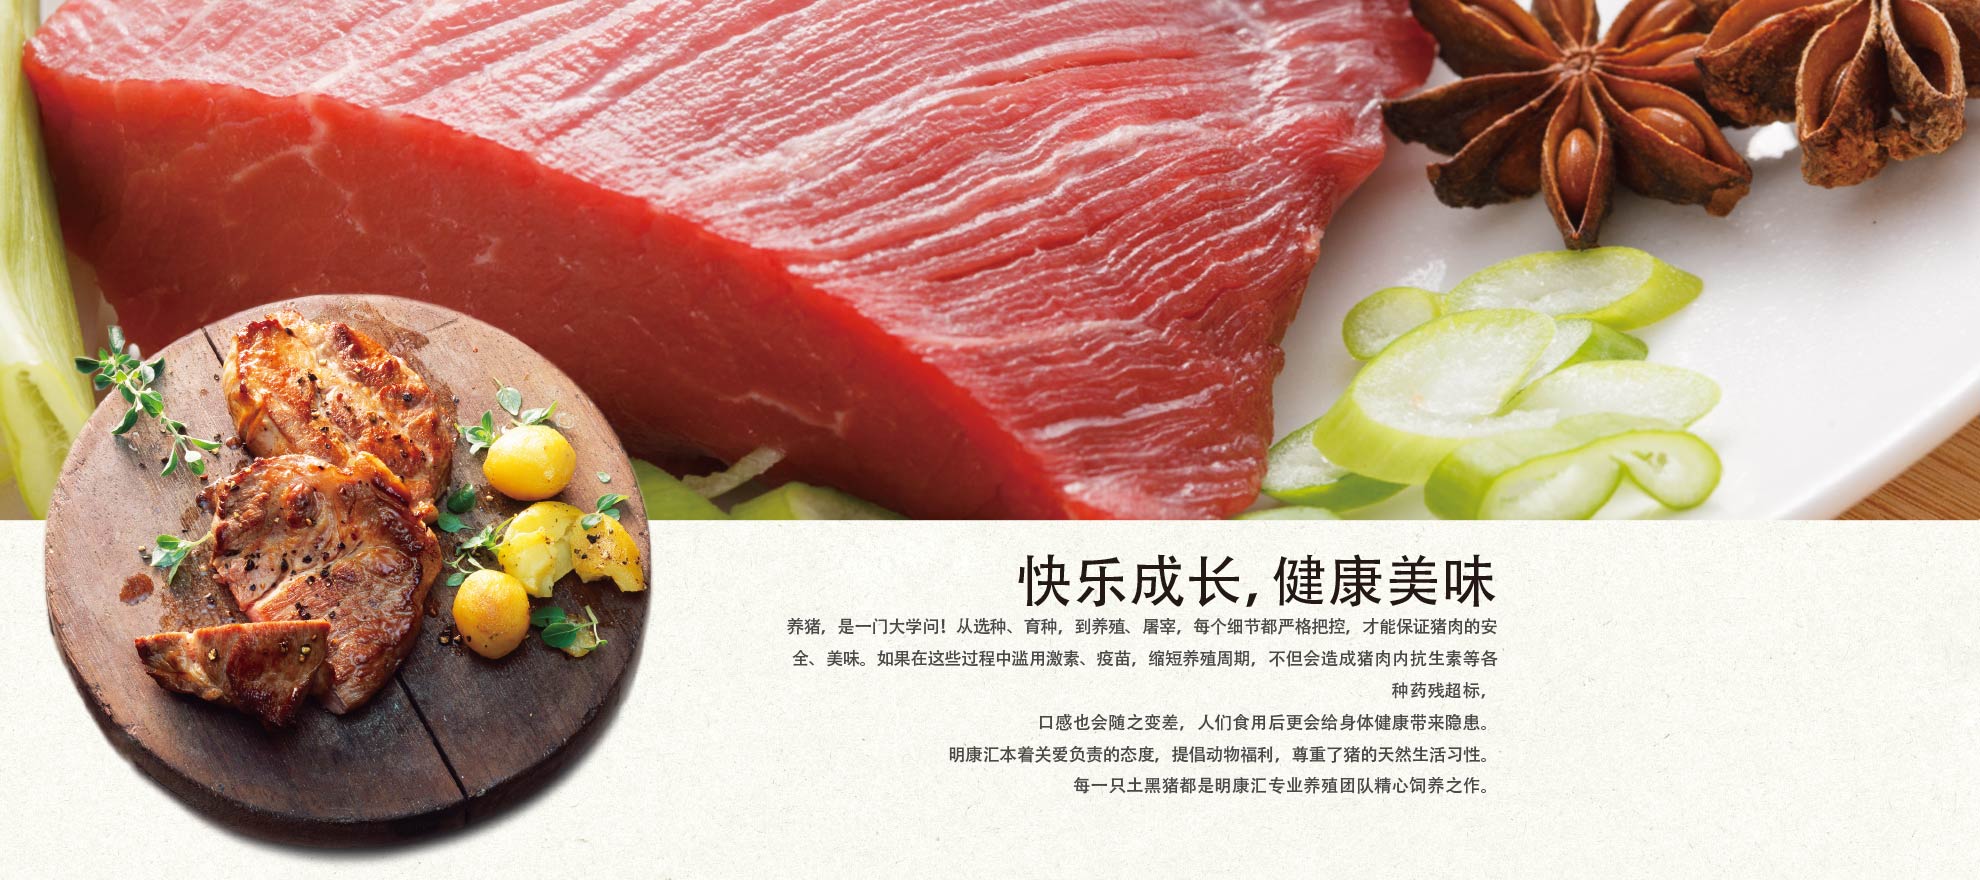 快乐成长,健康美味
养猪，是一门大学问！从选种、育种，到养殖、屠宰，每个细节都严格把控，才能保证猪肉的安
全、美味。如果在这些过程中滥用激素、疫苗，缩短养殖周期，不但会造成猪肉内抗生素等各
种药残超标，
口感也会随之变差，人们食用后更会给身体健康带来隐患。
明康汇本着关爱负责的态度，提倡动物福利，尊重了猪的天然生活习性。
每一只土黑猪都是明康汇专业养殖团队精心饲养之作。